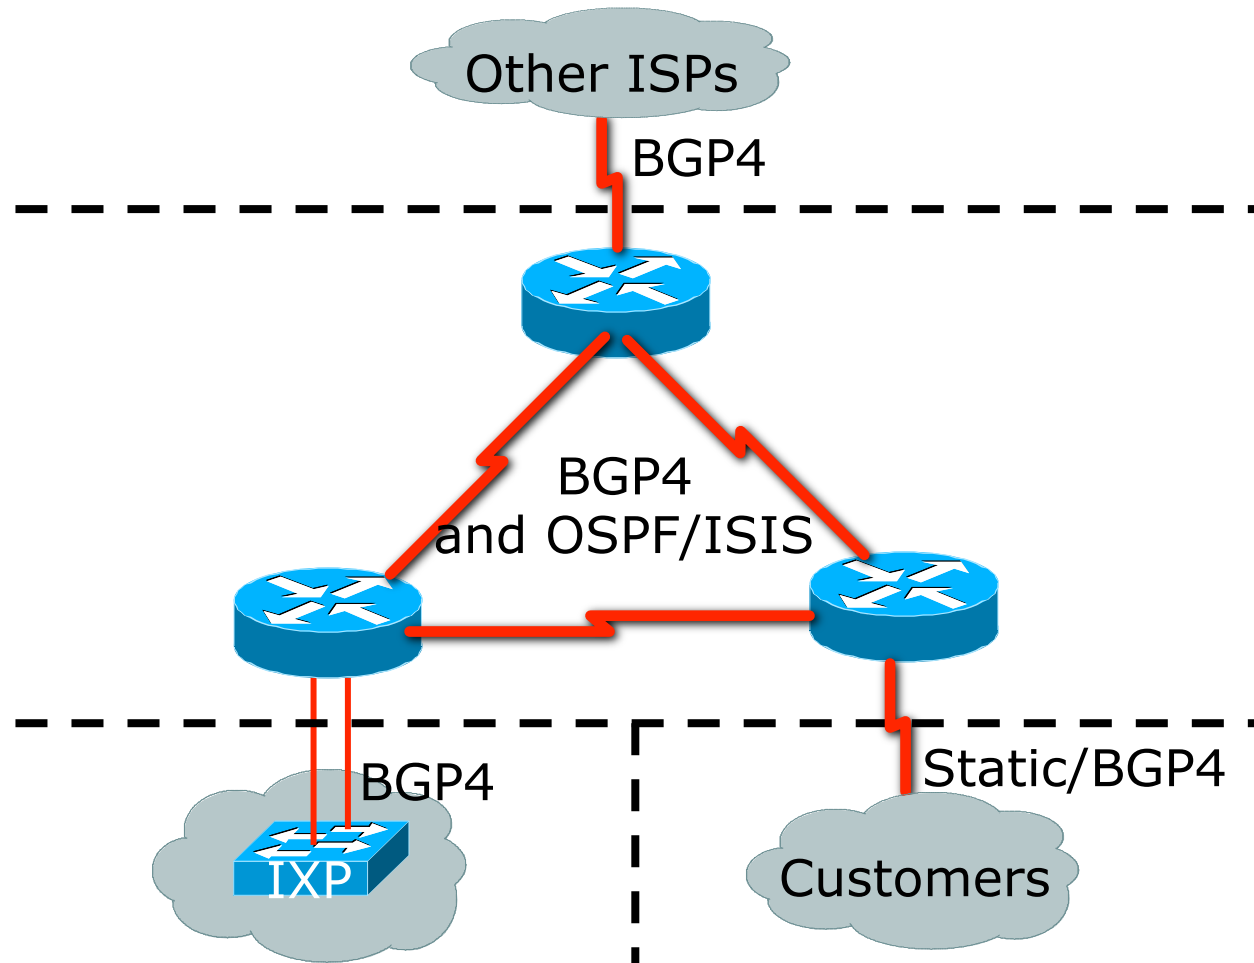 Other ISPs
BGP4
BGP4
and OSPF/ISIS
BGP4
Static/BGP4
IXP
Customers